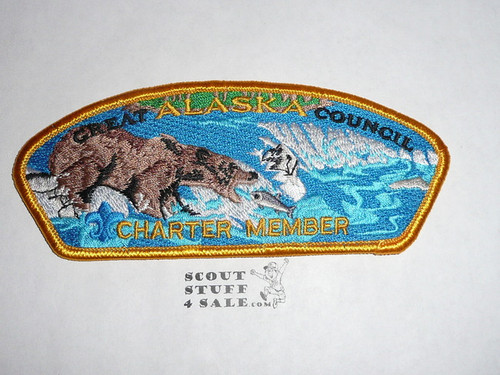 GREAT ALASKA COUNCIL
CHARTER MEMBER
SCOUT
STUFF
4 SALE.COM